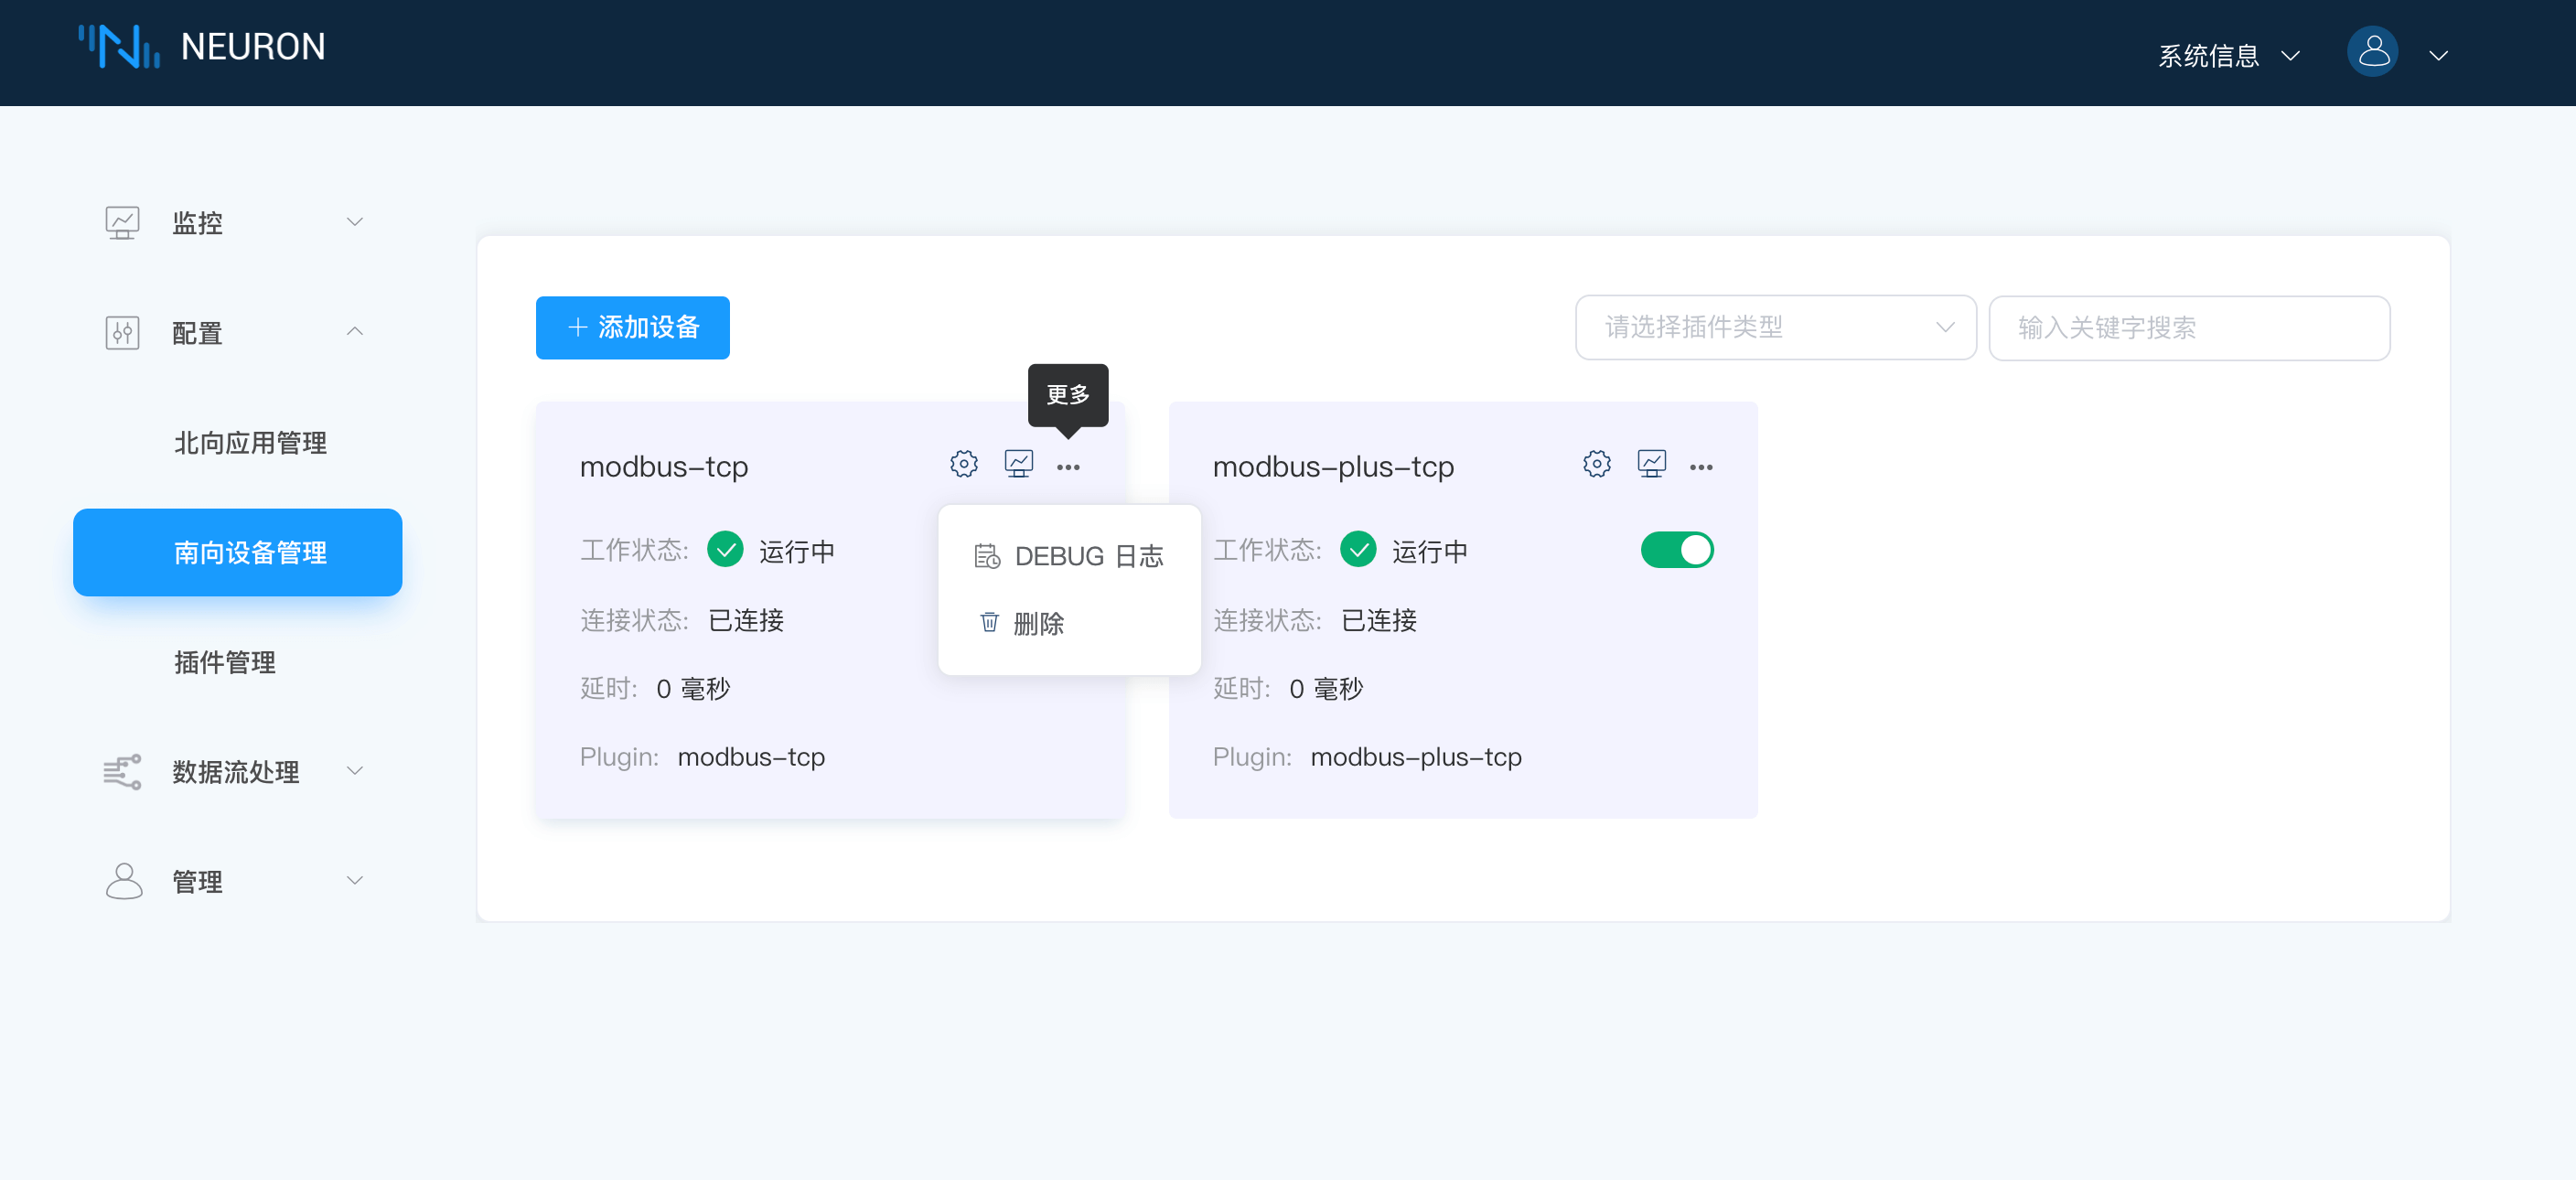 NEURON
系统信息
监控
配置
北向应用管理
南向设备管理
插件管理
数据流处理
管理
添加设备
请选择插件类型
输入关键字搜索
更多
modbus-tcp
工作状态: 运行中
连接状态: 已连接
延时: 0 毫秒
Plugin: modbus-tcp
DEBUG 日志
删除
modbus-plus-tcp
工作状态: 运行中
连接状态: 已连接
延时: 0 毫秒
Plugin: modbus-plus-tcp